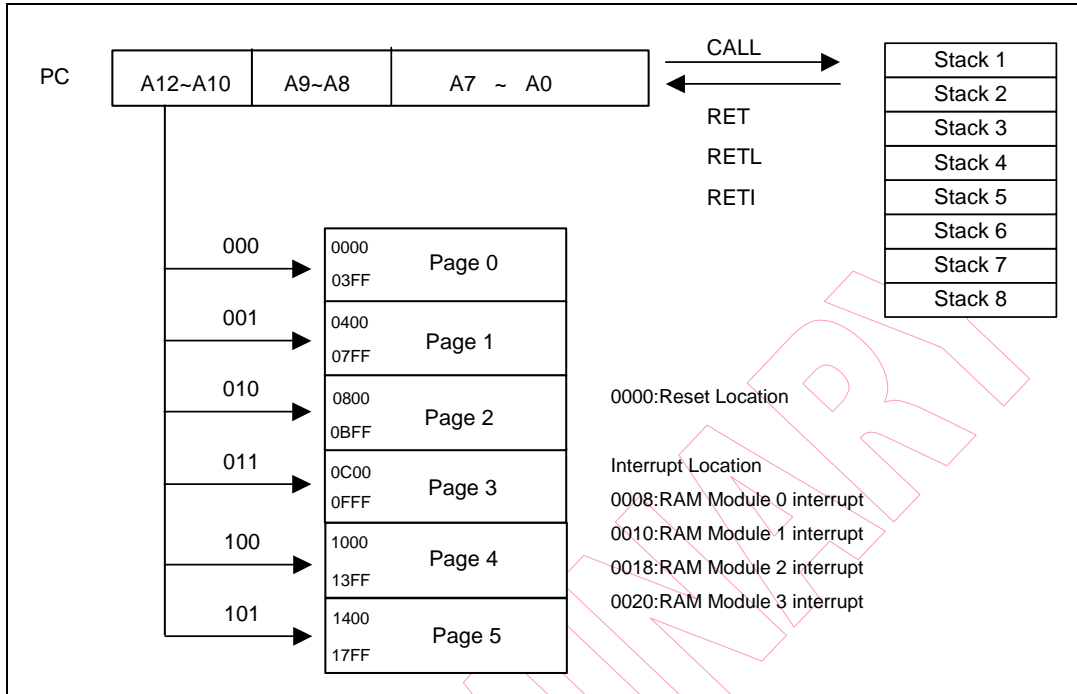 PC
A12~A10 A9~A8 A7 ~ A0
CALL
RET
RETL
RETI
Stack 1
Stack 2
Stack 3
Stack 4
Stack 5
Stack 6
Stack 7
Stack 8
000
0000
03FF
Page 0
001
0400
07FF
Page 1
010
0800
0BFF
Page 2
011
0C00
0FFF
Page 3
100
1000
13FF
Page 4
101
1400
17FF
Page 5
0000:Reset Location
Interrupt Location
0008:RAM Module 0 interrupt
0010:RAM Module 1 interrupt
0018:RAM Module 2 interrupt
0020:RAM Module 3 interrupt